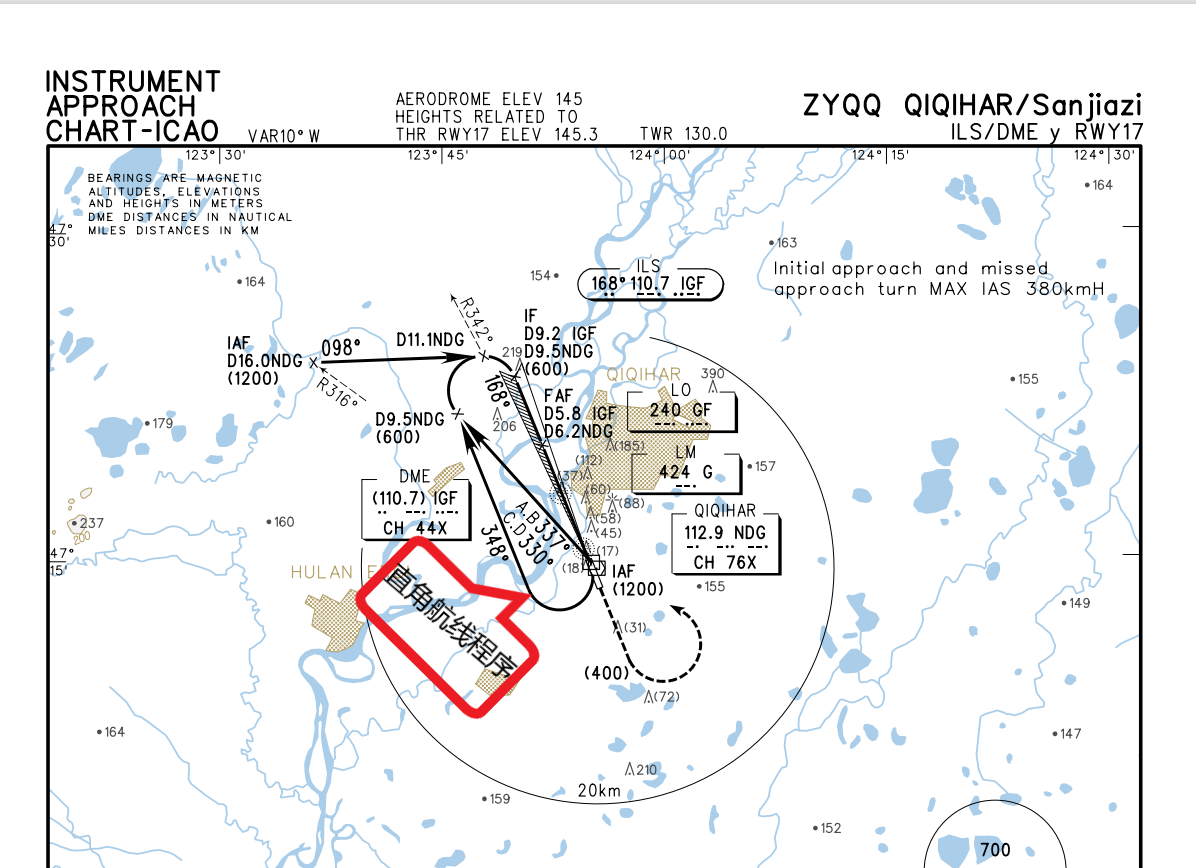 INSTRUMENT
APPROACH
CHART-ICAO
VAR10° W
AERODROME ELEV 145
HEIGHTS RELATED TO
THR RWY17 ELEV 145.3
TWR 130.0
ZYQQ QIQIHAR/Sanjiazi
ILS/DME y RWY17
123° 30'
123° 45'
124° 00'
124° 15'
124° 30'
BEARINGS ARE MAGNETIC
ALTITUDES, ELEVATIONS
AND HEIGHTS IN METERS
DME DISTANCES IN NAUTICAL
MILES DISTANCES IN KM
47°
30'
164
163
164
154
ILS
168° 110.7 IGF
Initial approach and missed
approach turn MAX IAS 380kmH
R342°
IF
D9.2 IGF
D9.5NDG
(600)
219
IAF
D16.0NDG
(1200)
098°
D11.1NDG
R316°
168°
QIQIHAR
390
155
LO
240 GF
FAF
D5.8 IGF
D6.2NDG
D9.5NDG
(600)
206
179
(185)
LM
424 G
(112)
157
(37)
(60)
(88)
(58)
(45)
DME
(110.7) IGF
CH 44X
QIQIHAR
112.9 NDG
CH 76X
237
200
160
A.B337°
C.D330°
348°
(17)
(18)
47°
15'
IAF
(1200)
155
HULAN E
149
直角航线程序
(31)
(400)
(72)
164
147
210
20km
159
152
700